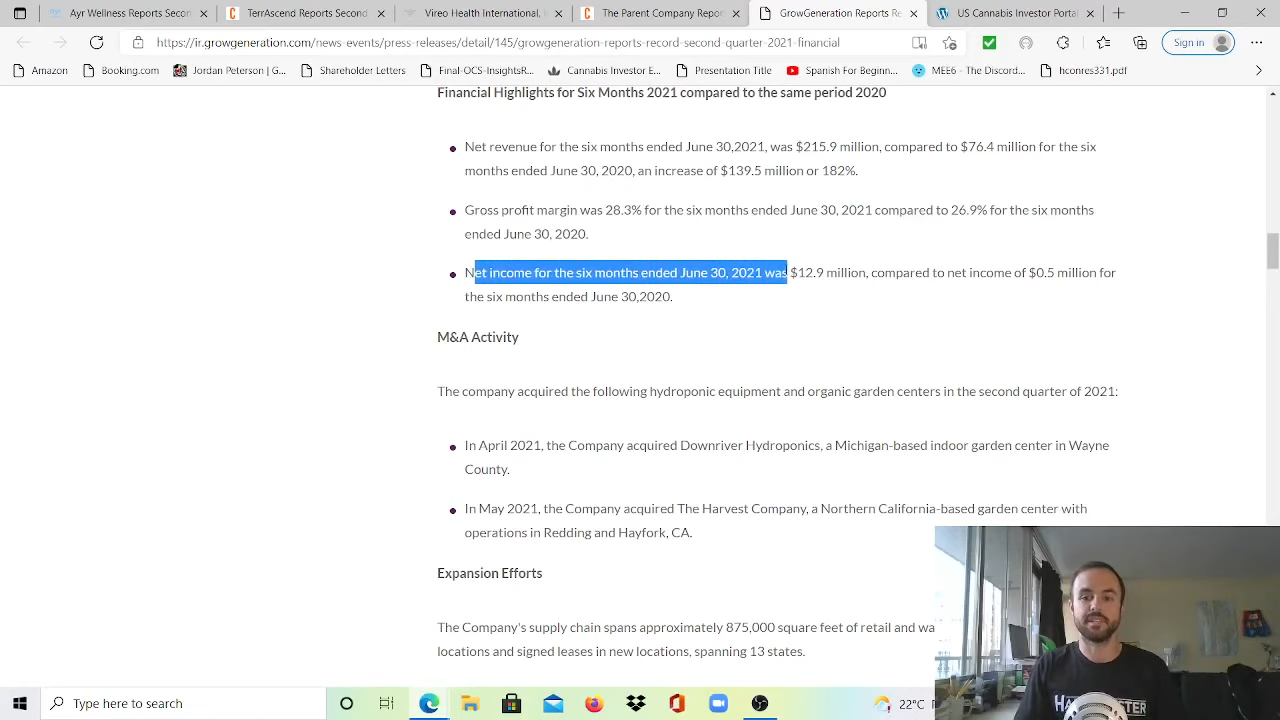 Ayr Wellness Reports Second
TerrAscend Reports Second
Vireo Health International,
The Parent Company Repor
GrowGeneration Reports Re
US Cannabis Investor Portal
https://ir.growgeneration.com/news-events/press-releases/detail/145/growgeneration-reports-record-second-quarter-2021-financial
Sign in
Amazon
Booking.com
Jordan Peterson | G...
Shareholder Letters
Final-OCS-Insights...
Cannabis Investor E...
Presentation Title
Spanish For Beginn...
MEE6 - The Discord...
hconres331.pdf
Financial Highlights for Six Months 2021 compared to the same period 2020
Net revenue for the six months ended June 30,2021, was $215.9 million, compared to $76.4 million for the six
months ended June 30, 2020, an increase of $139.5 million or 182%.
Gross profit margin was 28.3% for the six months ended June 30, 2021 compared to 26.9% for the six months
ended June 30, 2020.
Net income for the six months ended June 30, 2021 was $12.9 million, compared to net income of $0.5 million for
the six months ended June 30,2020.
M&A Activity
The company acquired the following hydroponic equipment and organic garden centers in the second quarter of 2021:
In April 2021, the Company acquired Downriver Hydroponics, a Michigan-based indoor garden center in Wayne
County.
In May 2021, the Company acquired The Harvest Company, a Northern California-based garden center with
operations in Redding and Hayfork, CA.
Expansion Efforts
The Company's supply chain spans approximately 875,000 square feet of retail and wa
locations and signed leases in new locations, spanning 13 states.
Type here to search
22°C